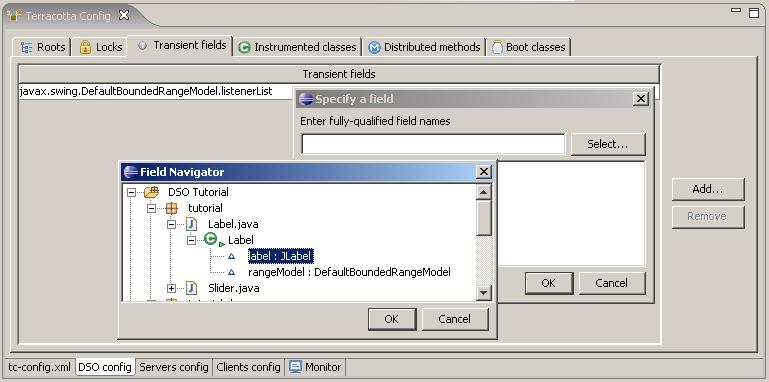 Terracotta Config
Roots Locks Transient fields Instrumented classes Distributed methods Boot classes
Transient fields
javax.swing.DefaultBoundedRangeModel.listenerList
Specify a field
Enter fully-qualified field names
Select...
Field Navigator
DSO Tutorial
tutorial
Label.java
Label
label : JLabel
rangeModel : DefaultBoundedRangeModel
Slider.java
OK Cancel
OK Cancel
Add...
Remove
tc-config.xml DSO config Servers config Clients config Monitor